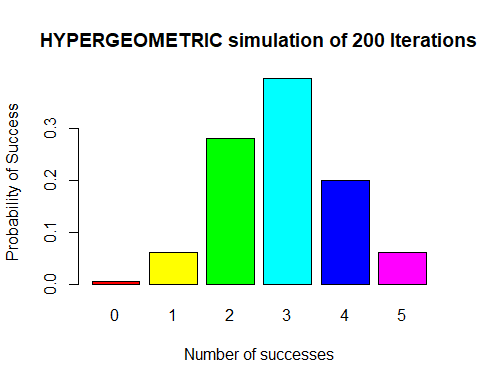 HYPERGEOMETRIC simulation of 200 Iterations
Probability of Success
0.3
0.2
0.1
0.0
0 1 2 3 4 5
Number of successes